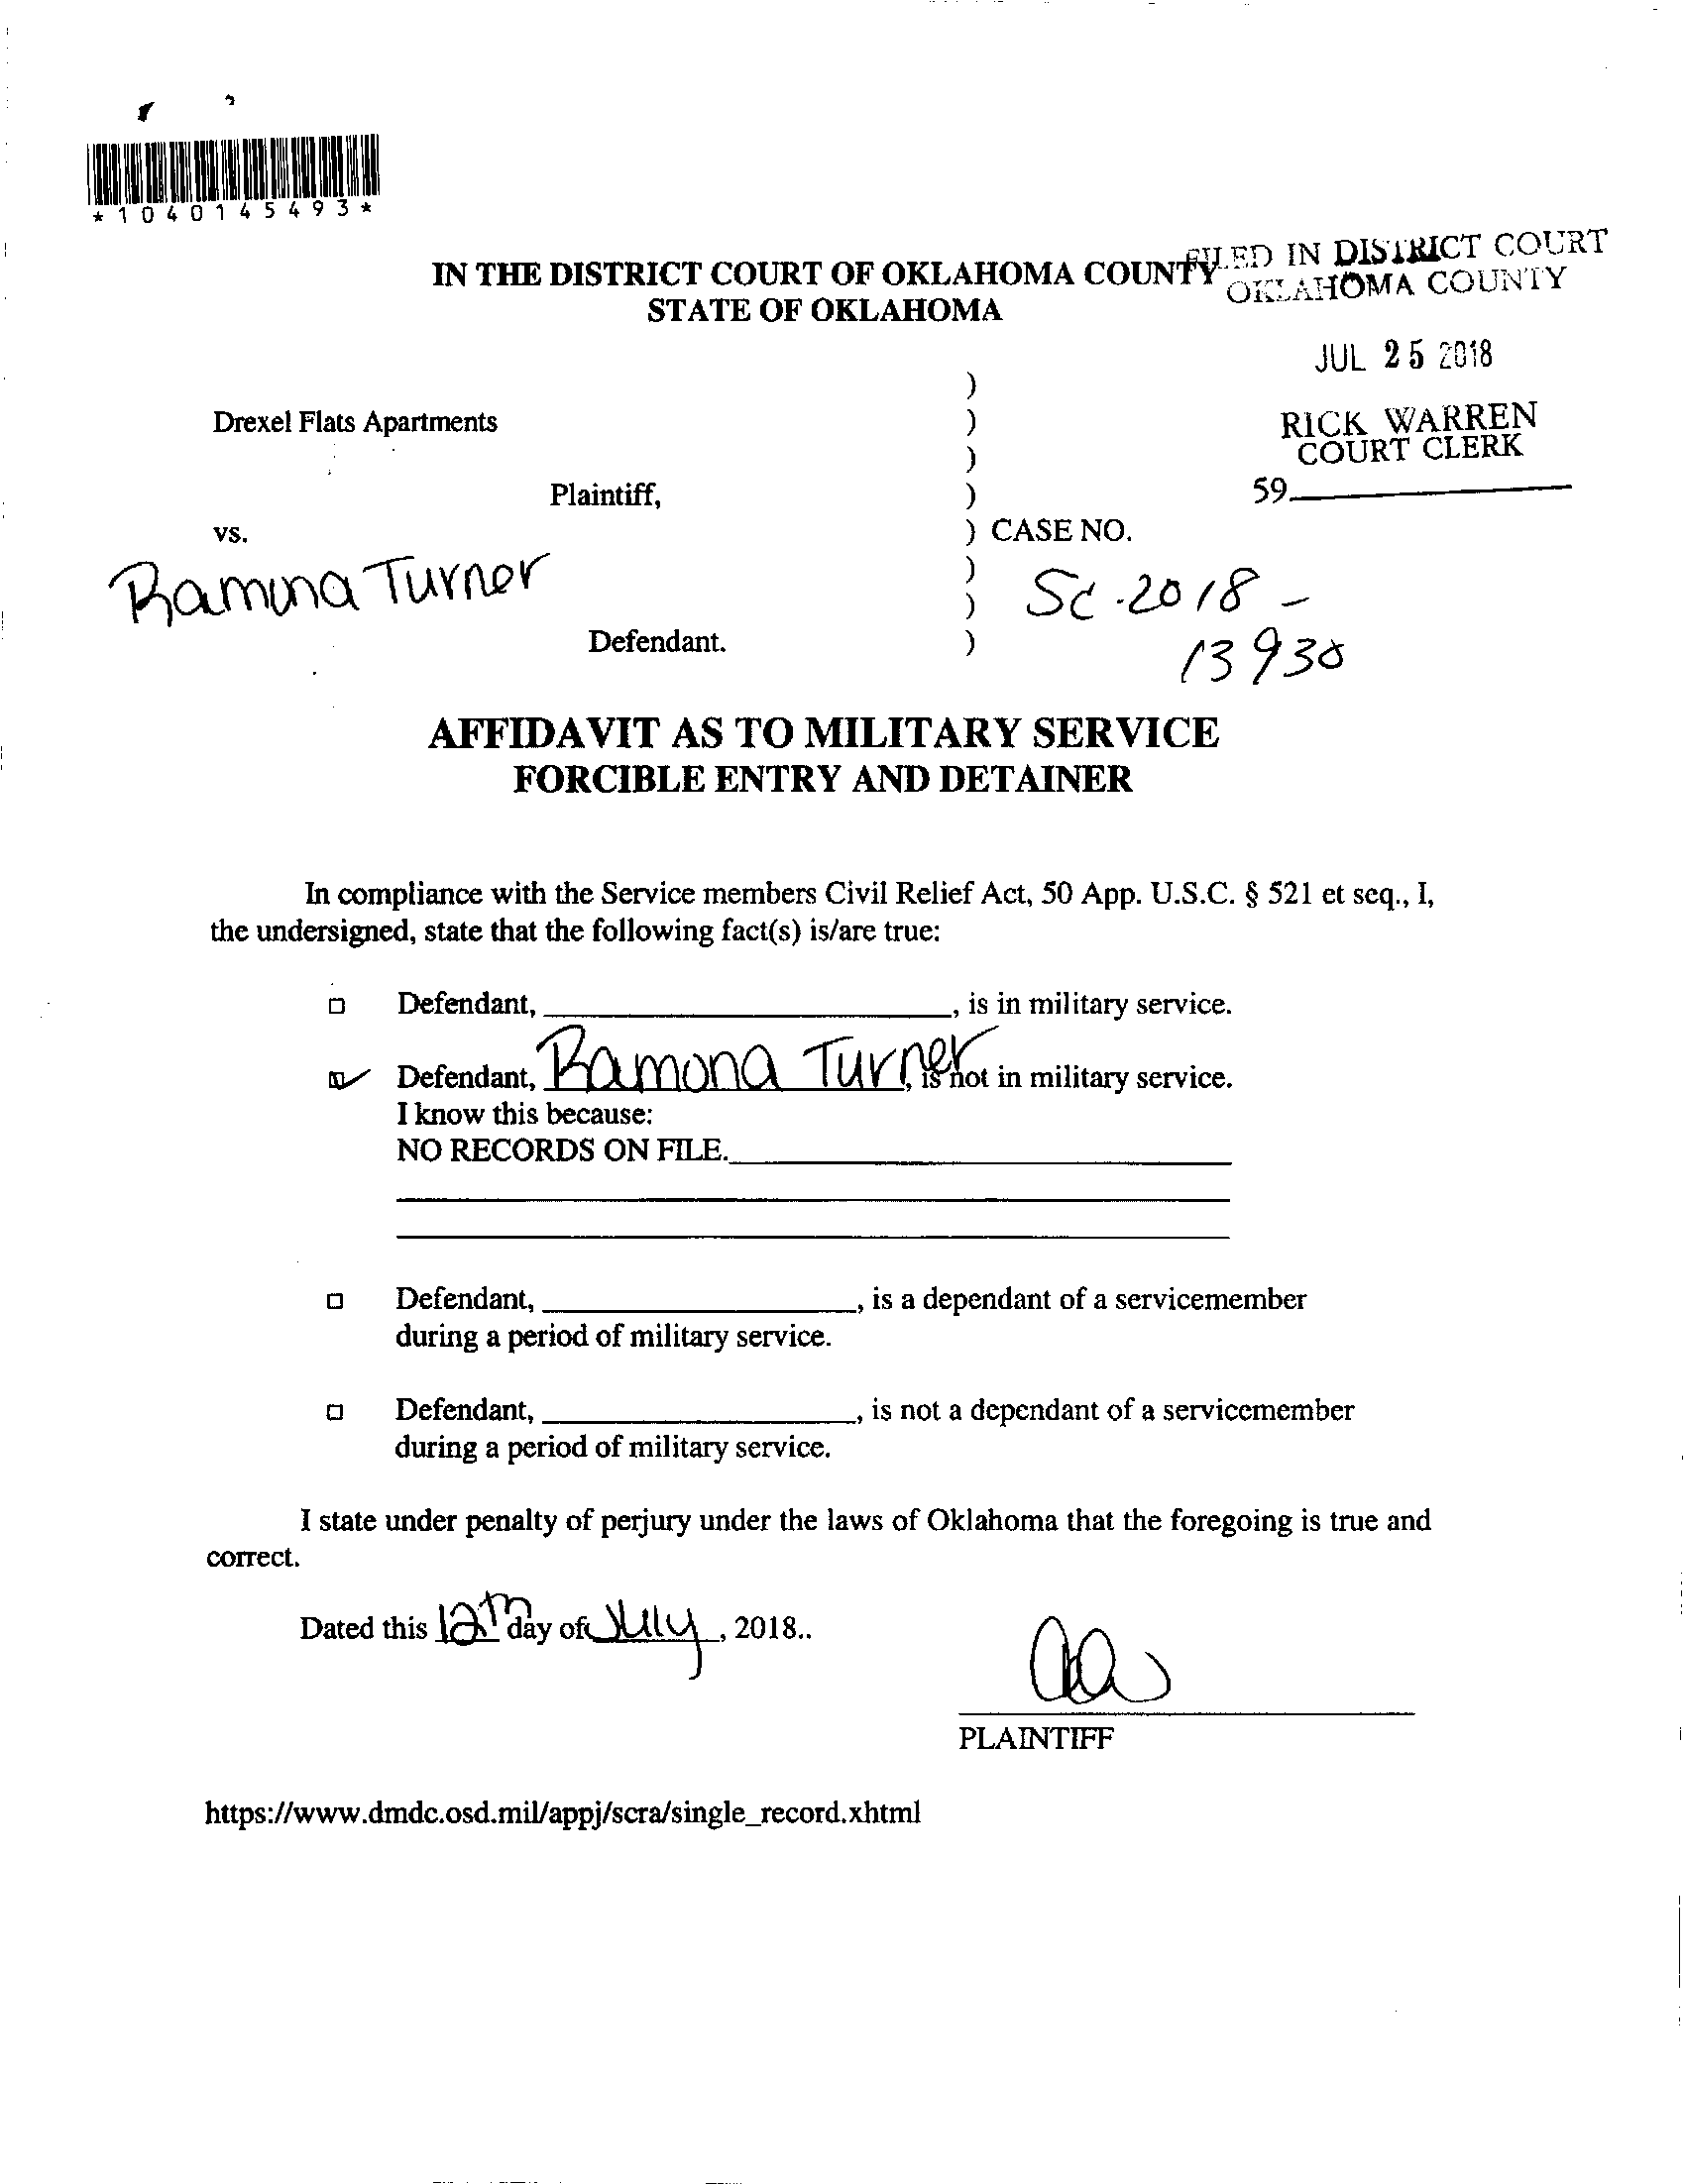 *1040145493*
IN THE DISTRICT COURT OF OKLAHOMA COUNTY
STATE OF OKLAHOMA
FILED IN DISTRICT COURT
OKLAHOMA COUNTY
JUL 25 2018
RICK WARREN
COURT CLERK
59
Drexel Flats Apartments
Plaintiff,
vs.
Ramona Turner
Defendant.
)
)
)
)
) CASE NO.
)
)
)
SC-2018-
13930
AFFIDAVIT AS TO MILITARY SERVICE
FORCIBLE ENTRY AND DETAINER
In compliance with the Service members Civil Relief Act, 50 App. U.S.C. § 521 et seq., I,
the undersigned, state that the following fact(s) is/are true:
Defendant, , is in military service.
Defendant, Ramona Turner, is not in military service.
I know this because:
NO RECORDS ON FILE.
Defendant, , is a dependant of a servicemember
during a period of military service.
Defendant, , is not a dependant of a servicemember
during a period of military service.
I state under penalty of perjury under the laws of Oklahoma that the foregoing is true and
correct.
Dated this 12th day of July, 2018..
PLAINTIFF
https://www.dmdc.osd.mil/appj/scra/single_record.xhtml